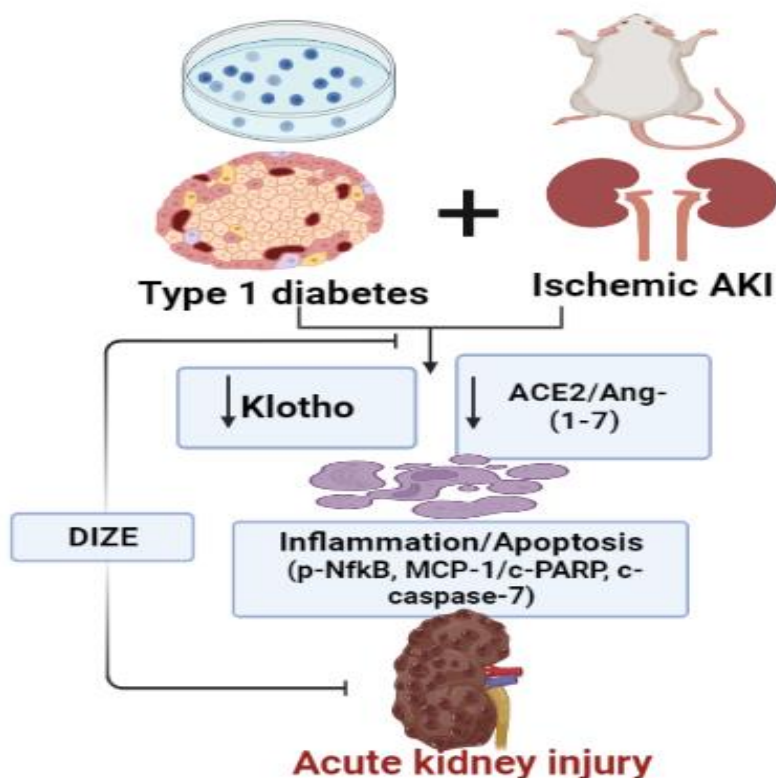 +
Type 1 diabetes
Ischemic AKI
↓Klotho
↓ ACE2/Ang-
(1-7)
DIZE
Inflammation/Apoptosis
(p-NfkB, MCP-1/c-PARP, c-
caspase-7)
Acute kidney injury